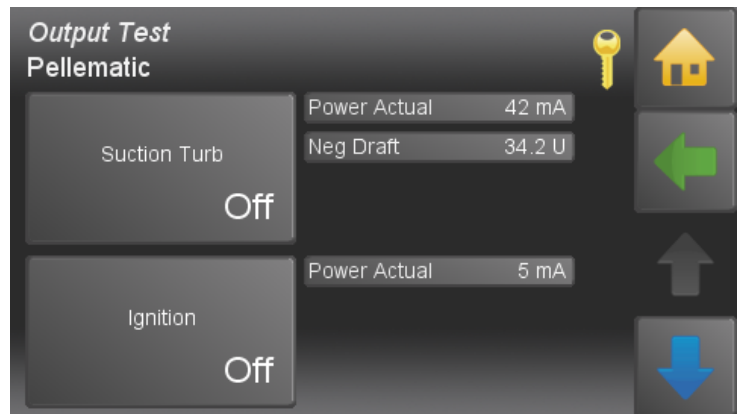 Output Test
Pellematic
Suction Turb
Off
Power Actual 42 mA
Neg Draft 34.2 U
Ignition
Off
Power Actual 5 mA